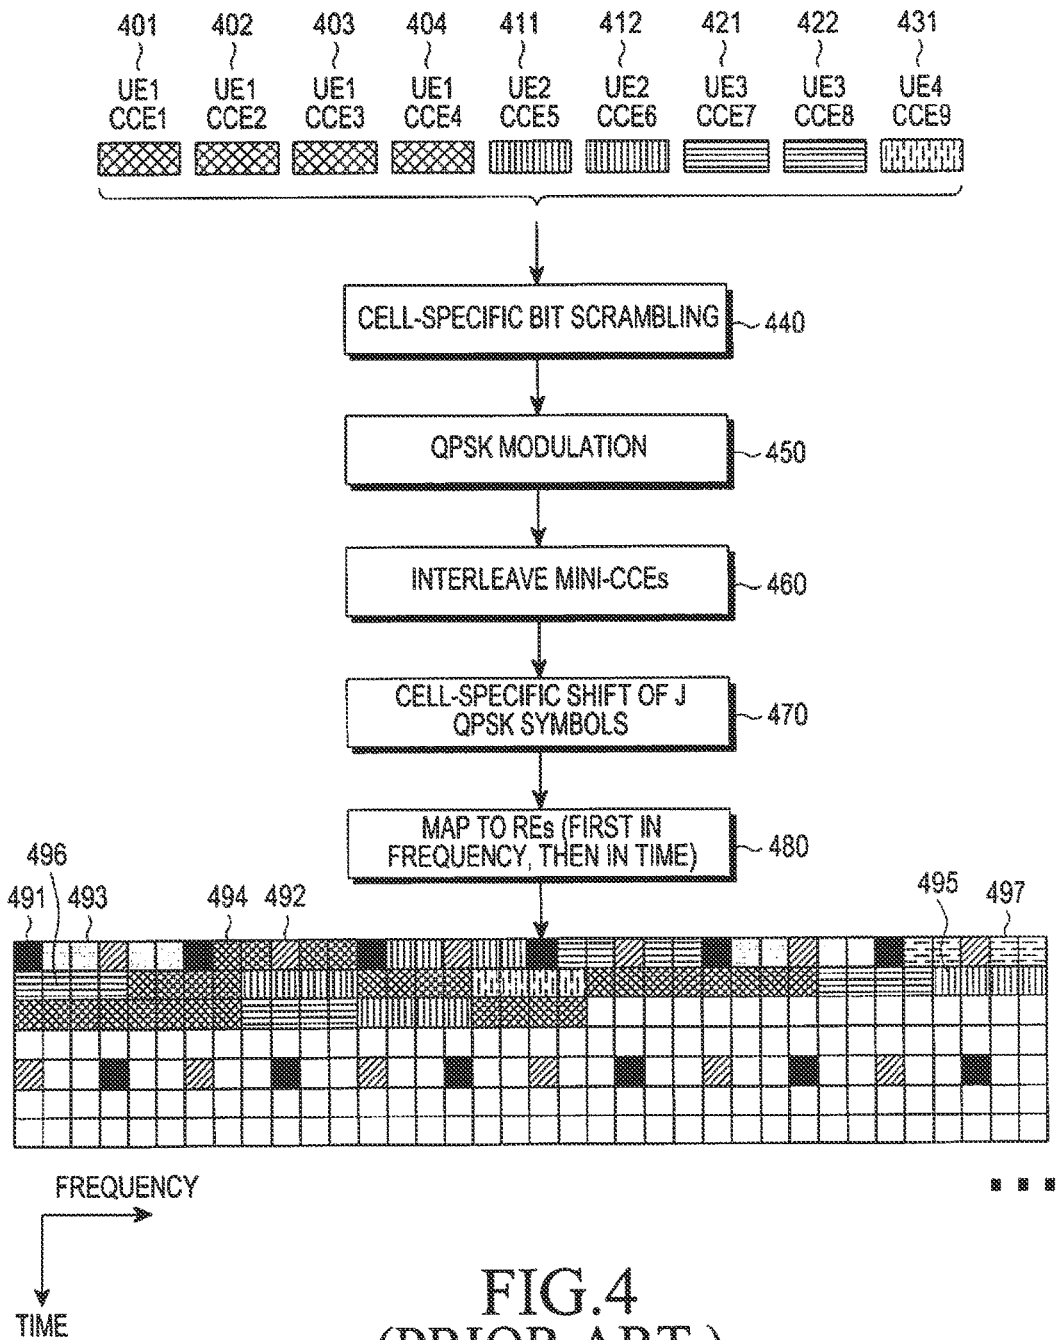 401 402 403 404 411 412 421 422 431
UE1 UE1 UE1 UE1 UE2 UE2 UE3 UE3 UE4
CCE1 CCE2 CCE3 CCE4 CCE5 CCE6 CCE7 CCE8 CCE9
CELL-SPECIFIC BIT SCRAMBLING 440
QPSK MODULATION 450
INTERLEAVE MINI-CCEs 460
CELL-SPECIFIC SHIFT OF J
QPSK SYMBOLS 470
MAP TO REs (FIRST IN
FREQUENCY, THEN IN TIME) 480
496
491 493 494 492 495 497
FREQUENCY
TIME
FIG.4
(PRIOR ART)